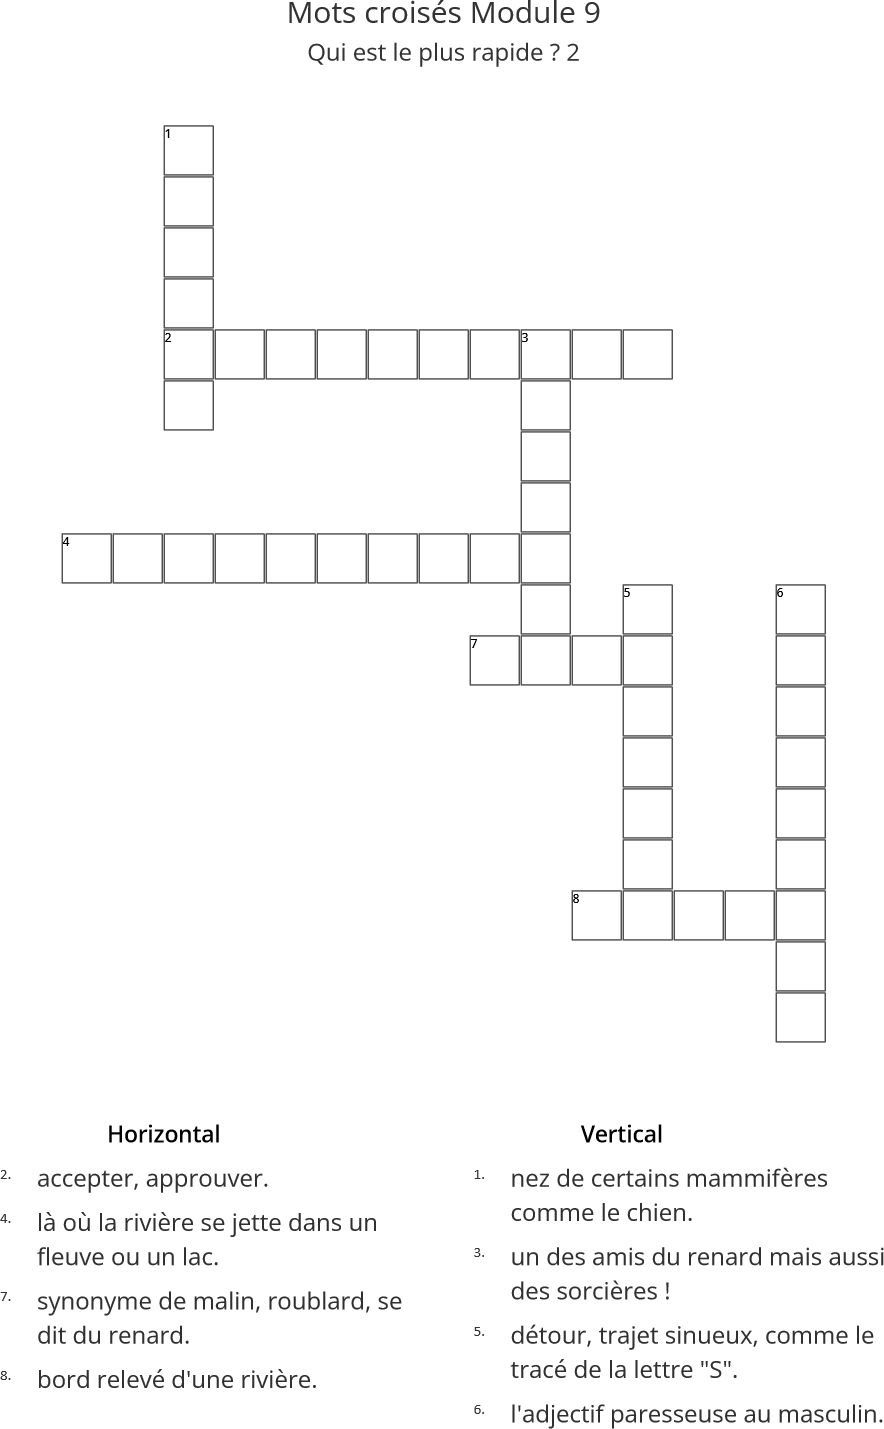 Mots croisés Module 9
Qui est le plus rapide ? 2
1
2
3
4
5
6
7
8
Horizontal
2. accepter, approuver.
4. là où la rivière se jette dans un
fleuve ou un lac.
7. synonyme de malin, roublard, se
dit du renard.
8. bord relevé d'une rivière.
Vertical
1. nez de certains mammifères
comme le chien.
3. un des amis du renard mais aussi
des sorcières !
5. détour, trajet sinueux, comme le
tracé de la lettre "S".
6. l'adjectif paresseuse au masculin.